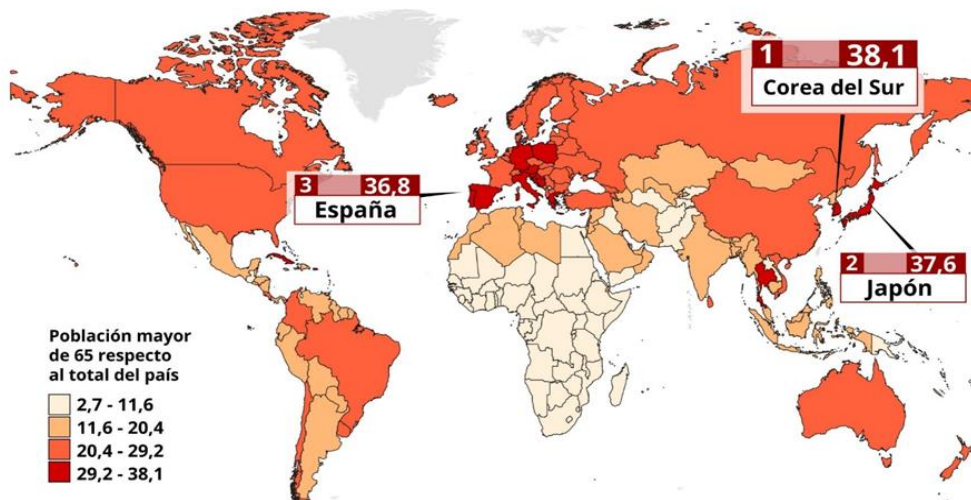 1 38,1
Corea del Sur
3 36,8
España
2 37,6
Japón
Población mayor
de 65 respecto
al total del país
2,7 - 11,6
11,6 - 20,4
20,4 - 29,2
29,2 - 38,1